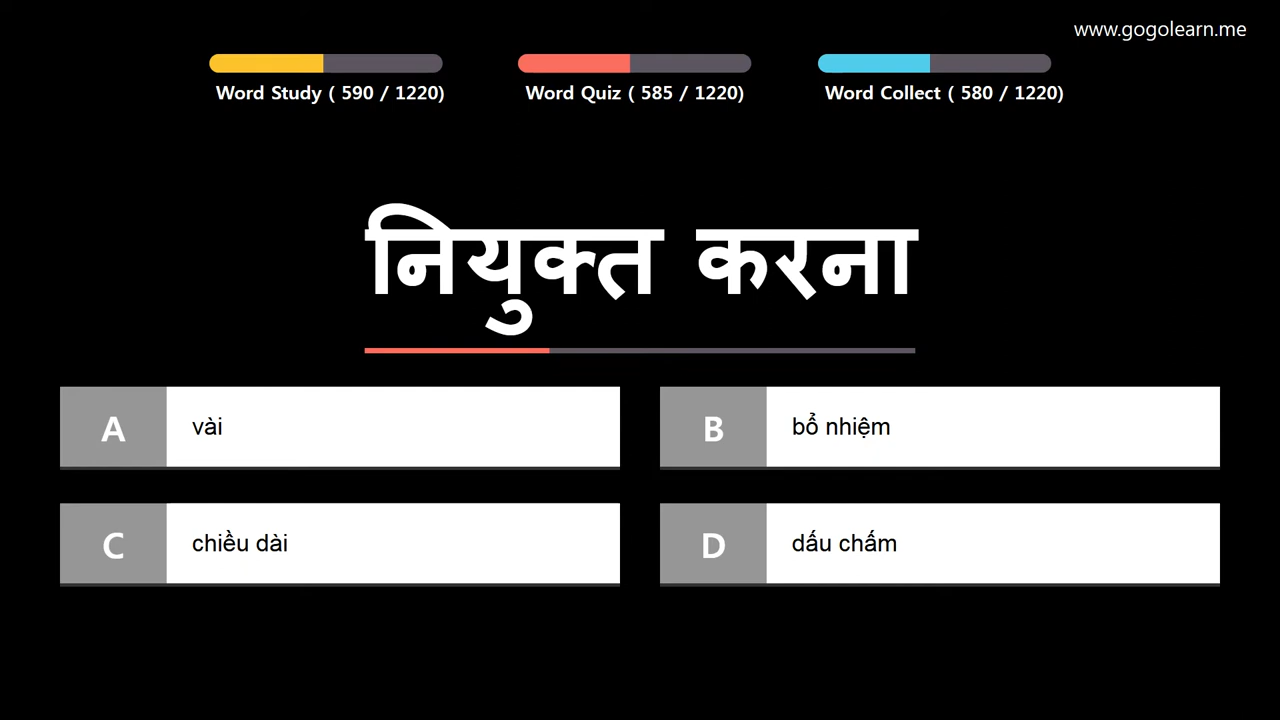 www.gogolearn.me
Word Study ( 590 / 1220)
Word Quiz ( 585 / 1220)
Word Collect ( 580 / 1220)
नियुक्त करना
A vài
B bổ nhiệm
C chiều dài
D dấu chấm